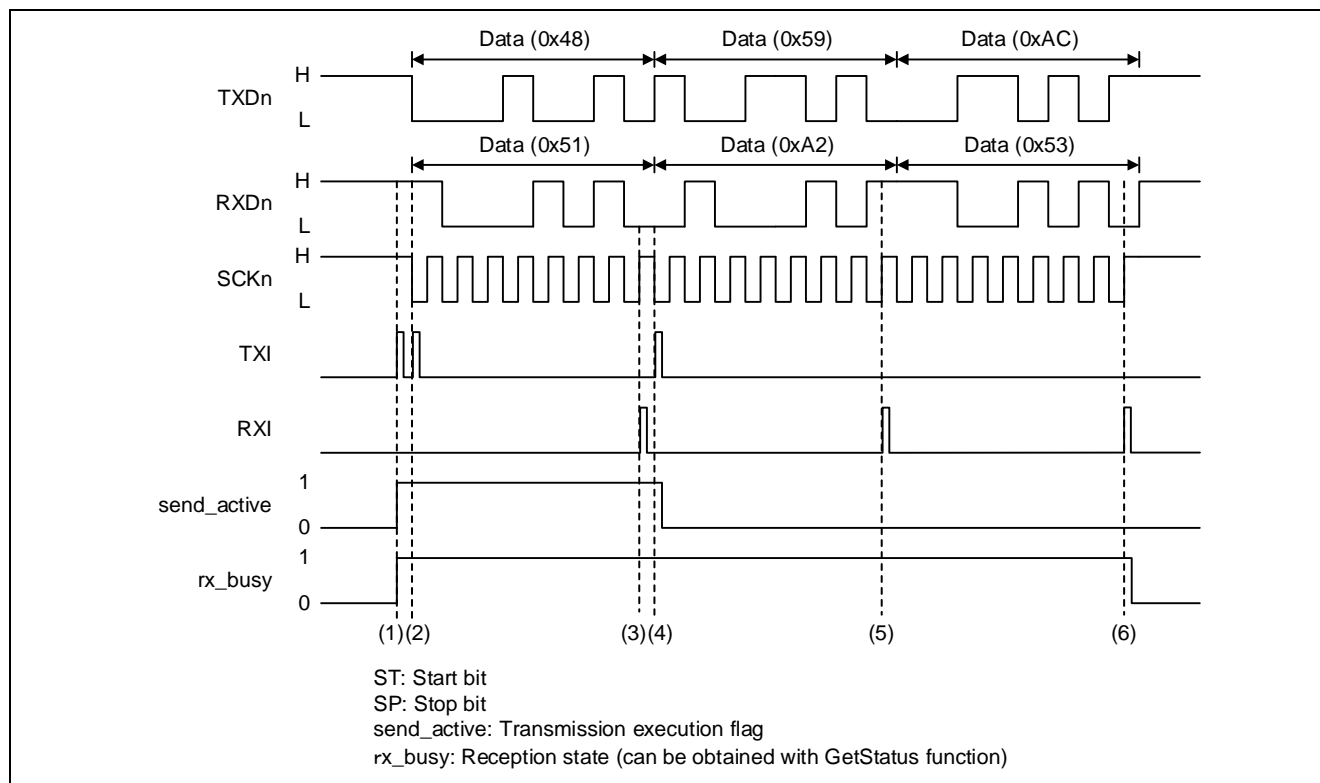 Data (0x48) Data (0x59) Data (0xAC)
H
TXDn
L
Data (0x51) Data (0xA2) Data (0x53)
H
RXDn
L
H
SCKn
L
TXI
RXI
1
send_active
0
1
rx_busy
0
(1) (2) (3) (4) (5) (6)
ST: Start bit
SP: Stop bit
send_active: Transmission execution flag
rx_busy: Reception state (can be obtained with GetStatus function)